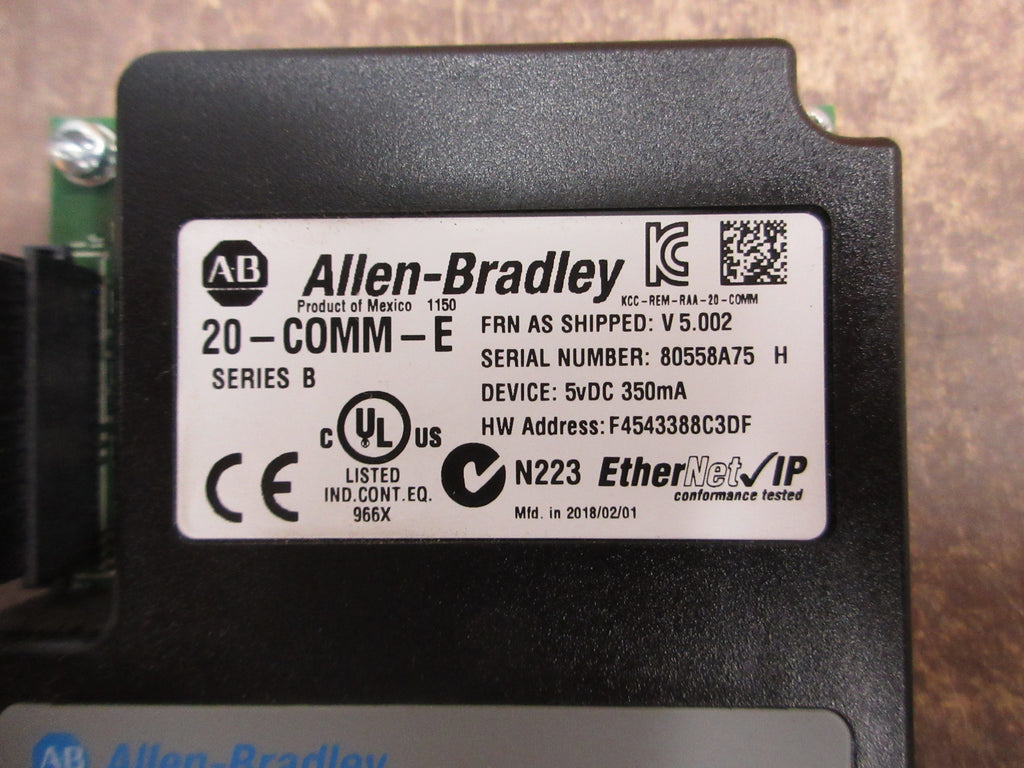 A-B
Allen-Bradley
KC
KCC-REM-RAA-20-COMM
Product of Mexico 1150
20-COMM-E
SERIES B
FRN AS SHIPPED: V 5.002
SERIAL NUMBER: 80558A75 H
DEVICE: 5vDC 350mA
HW Address: F4543388C3DF
C UL US
LISTED
IND.CONT.EQ.
966X
CE
N223
EtherNet/IP
conformance tested
Mfd. in 2018/02/01
AB Allen-Bradley